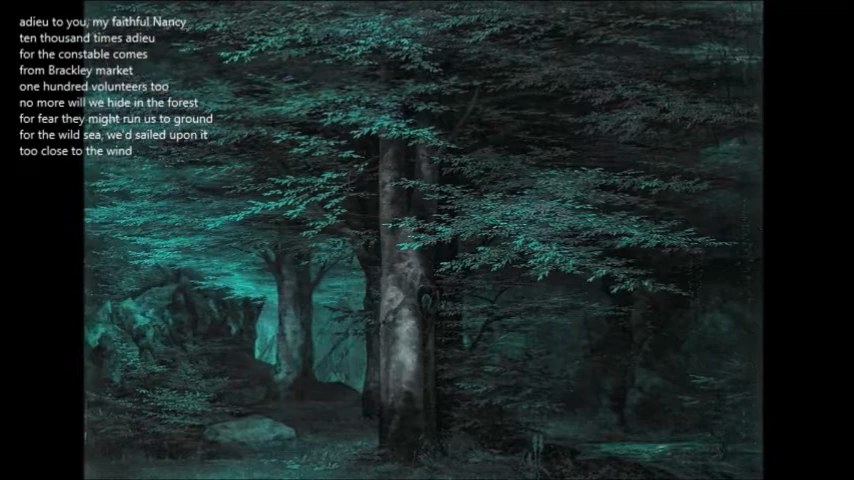 adieu to you, my faithful Nancy
ten thousand times adieu
for the constable comes
from Brackley market
one hundred volunteers too
no more will we hide in the forest
for fear they might run us to ground
for the wild sea, we'd sailed upon it
too close to the wind